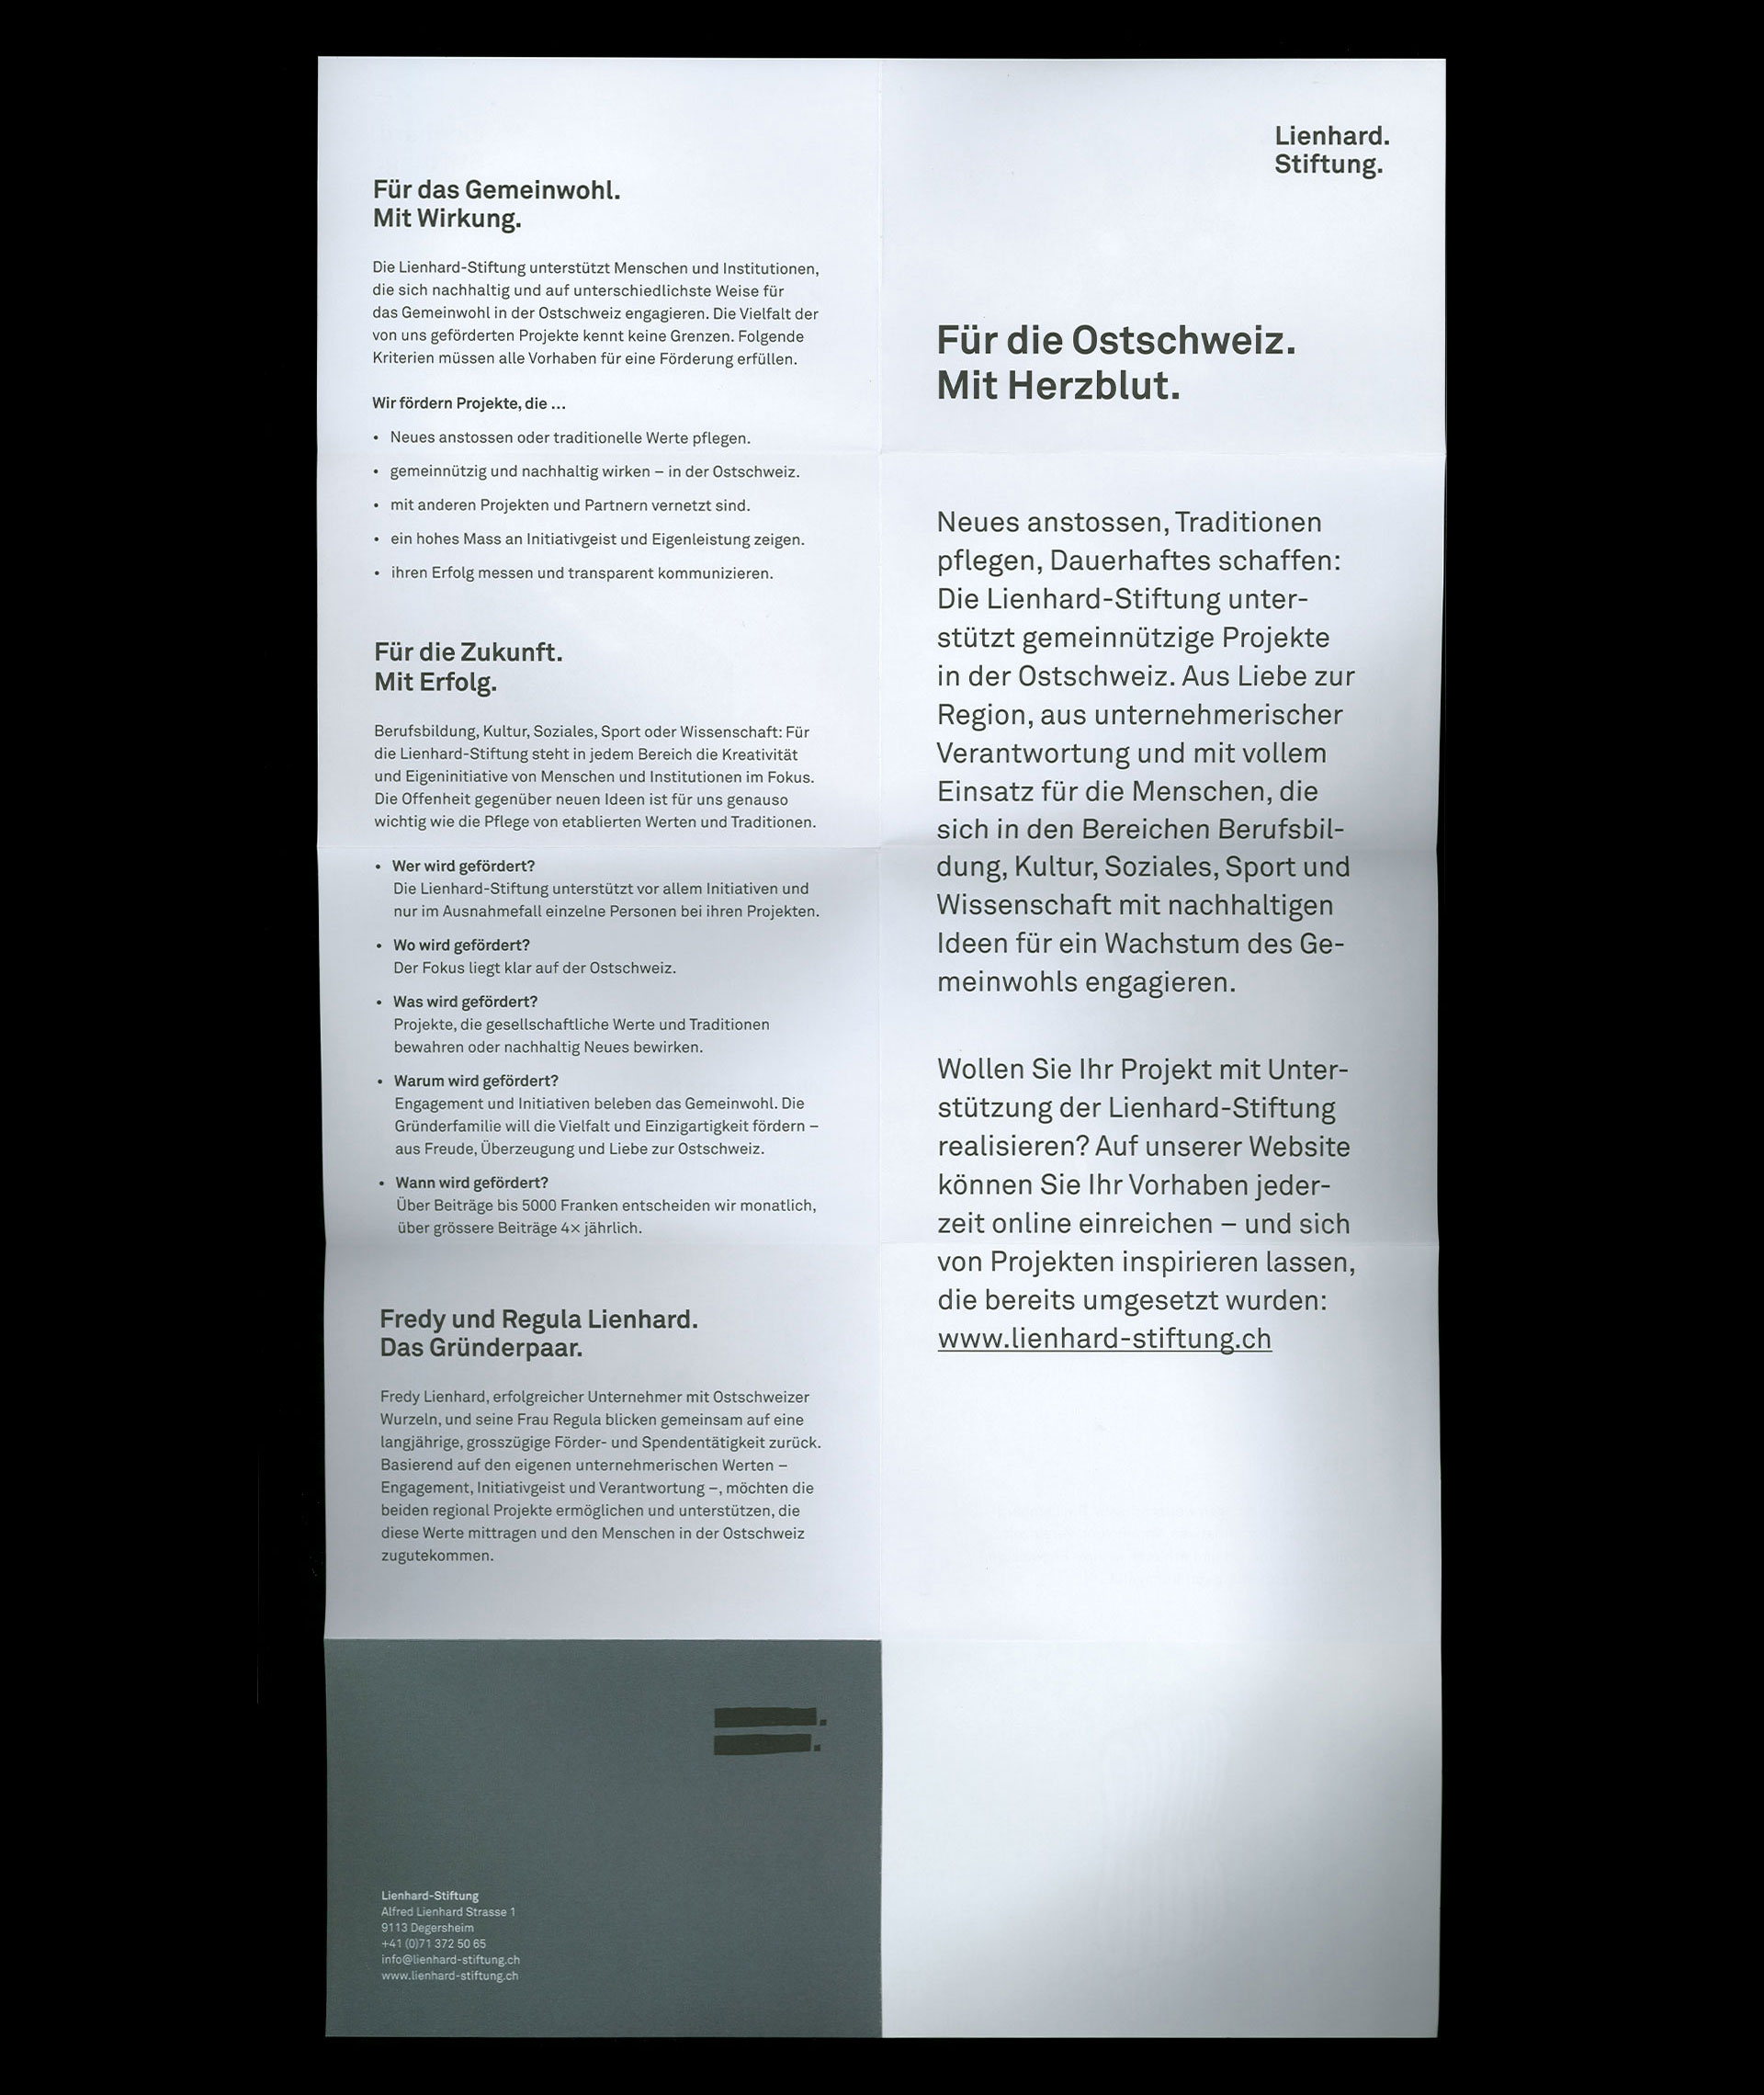 Für das Gemeinwohl.
Mit Wirkung.
Die Lienhard-Stiftung unterstützt Menschen und Institutionen,
die sich nachhaltig und auf unterschiedlichste Weise für
das Gemeinwohl in der Ostschweiz engagieren. Die Vielfalt der
von uns geförderten Projekte kennt keine Grenzen. Folgende
Kriterien müssen alle Vorhaben für eine Förderung erfüllen.
Wir fördern Projekte, die …
• Neues anstossen oder traditionelle Werte pflegen.
• gemeinnützig und nachhaltig wirken – in der Ostschweiz.
• mit anderen Projekten und Partnern vernetzt sind.
• ein hohes Mass an Initiativgeist und Eigenleistung zeigen.
• ihren Erfolg messen und transparent kommunizieren.
Für die Zukunft.
Mit Erfolg.
Berufsbildung, Kultur, Soziales, Sport oder Wissenschaft: Für
die Lienhard-Stiftung steht in jedem Bereich die Kreativität
und Eigeninitiative von Menschen und Institutionen im Fokus.
Die Offenheit gegenüber neuen Ideen ist für uns genauso
wichtig wie die Pflege von etablierten Werten und Traditionen.
• Wer wird gefördert?
Die Lienhard-Stiftung unterstützt vor allem Initiativen und
nur im Ausnahmefall einzelne Personen bei ihren Projekten.
• Wo wird gefördert?
Der Fokus liegt klar auf der Ostschweiz.
• Was wird gefördert?
Projekte, die gesellschaftliche Werte und Traditionen
bewahren oder nachhaltig Neues bewirken.
• Warum wird gefördert?
Engagement und Initiativen beleben das Gemeinwohl. Die
Gründerfamilie will die Vielfalt und Einzigartigkeit fördern –
aus Freude, Überzeugung und Liebe zur Ostschweiz.
• Wann wird gefördert?
Über Beiträge bis 5000 Franken entscheiden wir monatlich,
über grössere Beiträge 4× jährlich.
Fredy und Regula Lienhard.
Das Gründerpaar.
Fredy Lienhard, erfolgreicher Unternehmer mit Ostschweizer
Wurzeln, und seine Frau Regula blicken gemeinsam auf eine
langjährige, grosszügige Förder- und Spendentätigkeit zurück.
Basierend auf den eigenen unternehmerischen Werten –
Engagement, Initiativgeist und Verantwortung –, möchten die
beiden regional Projekte ermöglichen und unterstützen, die
diese Werte mittragen und den Menschen in der Ostschweiz
zugutekommen.
Lienhard-Stiftung
Alfred Lienhard Strasse 1
9113 Degersheim
+41 (0)71 372 50 65
info@lienhard-stiftung.ch
www.lienhard-stiftung.ch
Lienhard.
Stiftung.
Für die Ostschweiz.
Mit Herzblut.
Neues anstossen, Traditionen
pflegen, Dauerhaftes schaffen:
Die Lienhard-Stiftung unter-
stützt gemeinnützige Projekte
in der Ostschweiz. Aus Liebe zur
Region, aus unternehmerischer
Verantwortung und mit vollem
Einsatz für die Menschen, die
sich in den Bereichen Berufsbil-
dung, Kultur, Soziales, Sport und
Wissenschaft mit nachhaltigen
Ideen für ein Wachstum des Ge-
meinwohls engagieren.
Wollen Sie Ihr Projekt mit Unter-
stützung der Lienhard-Stiftung
realisieren? Auf unserer Website
können Sie Ihr Vorhaben jeder-
zeit online einreichen – und sich
von Projekten inspirieren lassen,
die bereits umgesetzt wurden:
www.lienhard-stiftung.ch